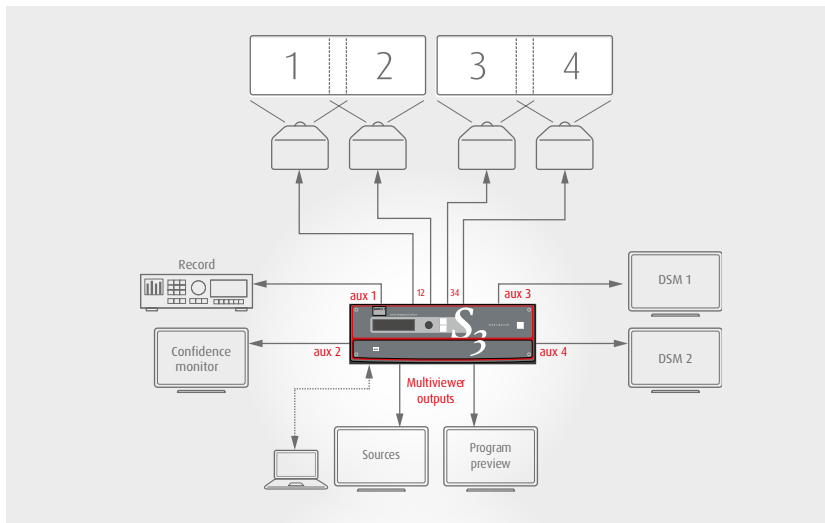 1 2 3 4
Record
aux 1
12
34
aux 3
DSM 1
S3
Confidence
monitor
aux 2
aux 4
DSM 2
Multiviewer
outputs
Sources
Program
preview